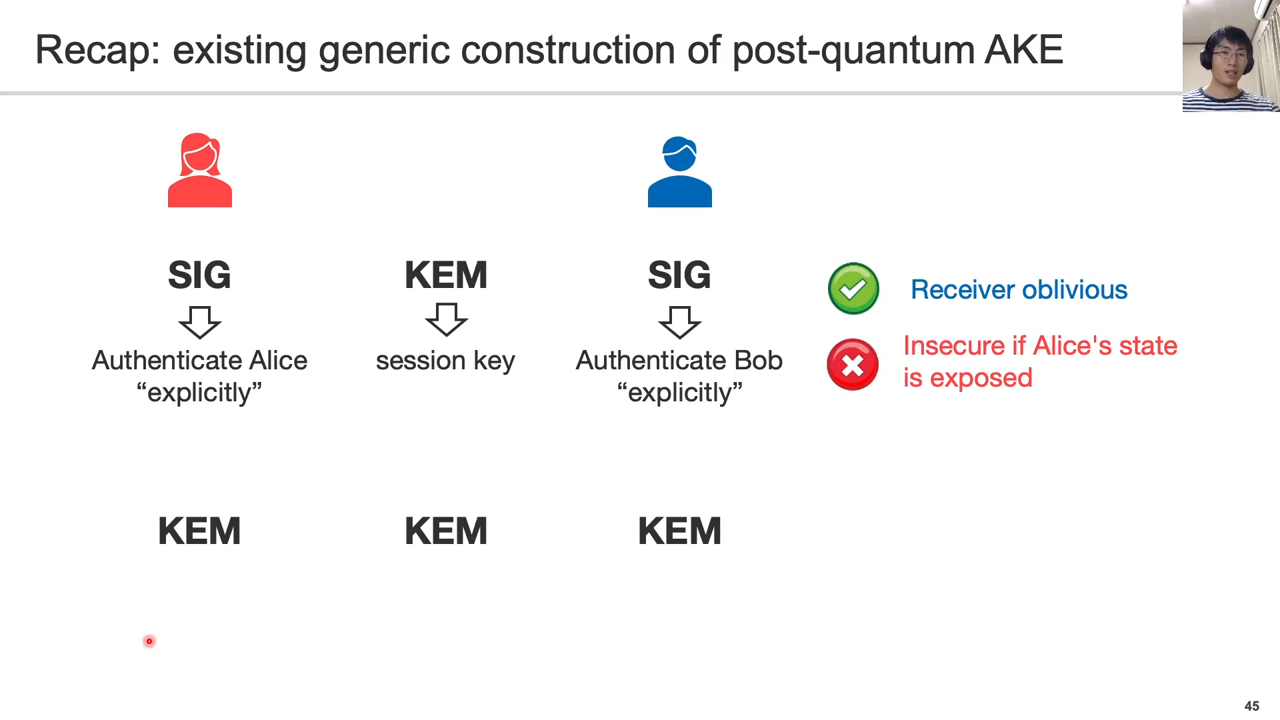 Recap: existing generic construction of post-quantum AKE
SIG
KEM
SIG
Authenticate Alice
“explicitly”
session key
Authenticate Bob
“explicitly”
Receiver oblivious
Insecure if Alice's state
is exposed
KEM
KEM
KEM
45